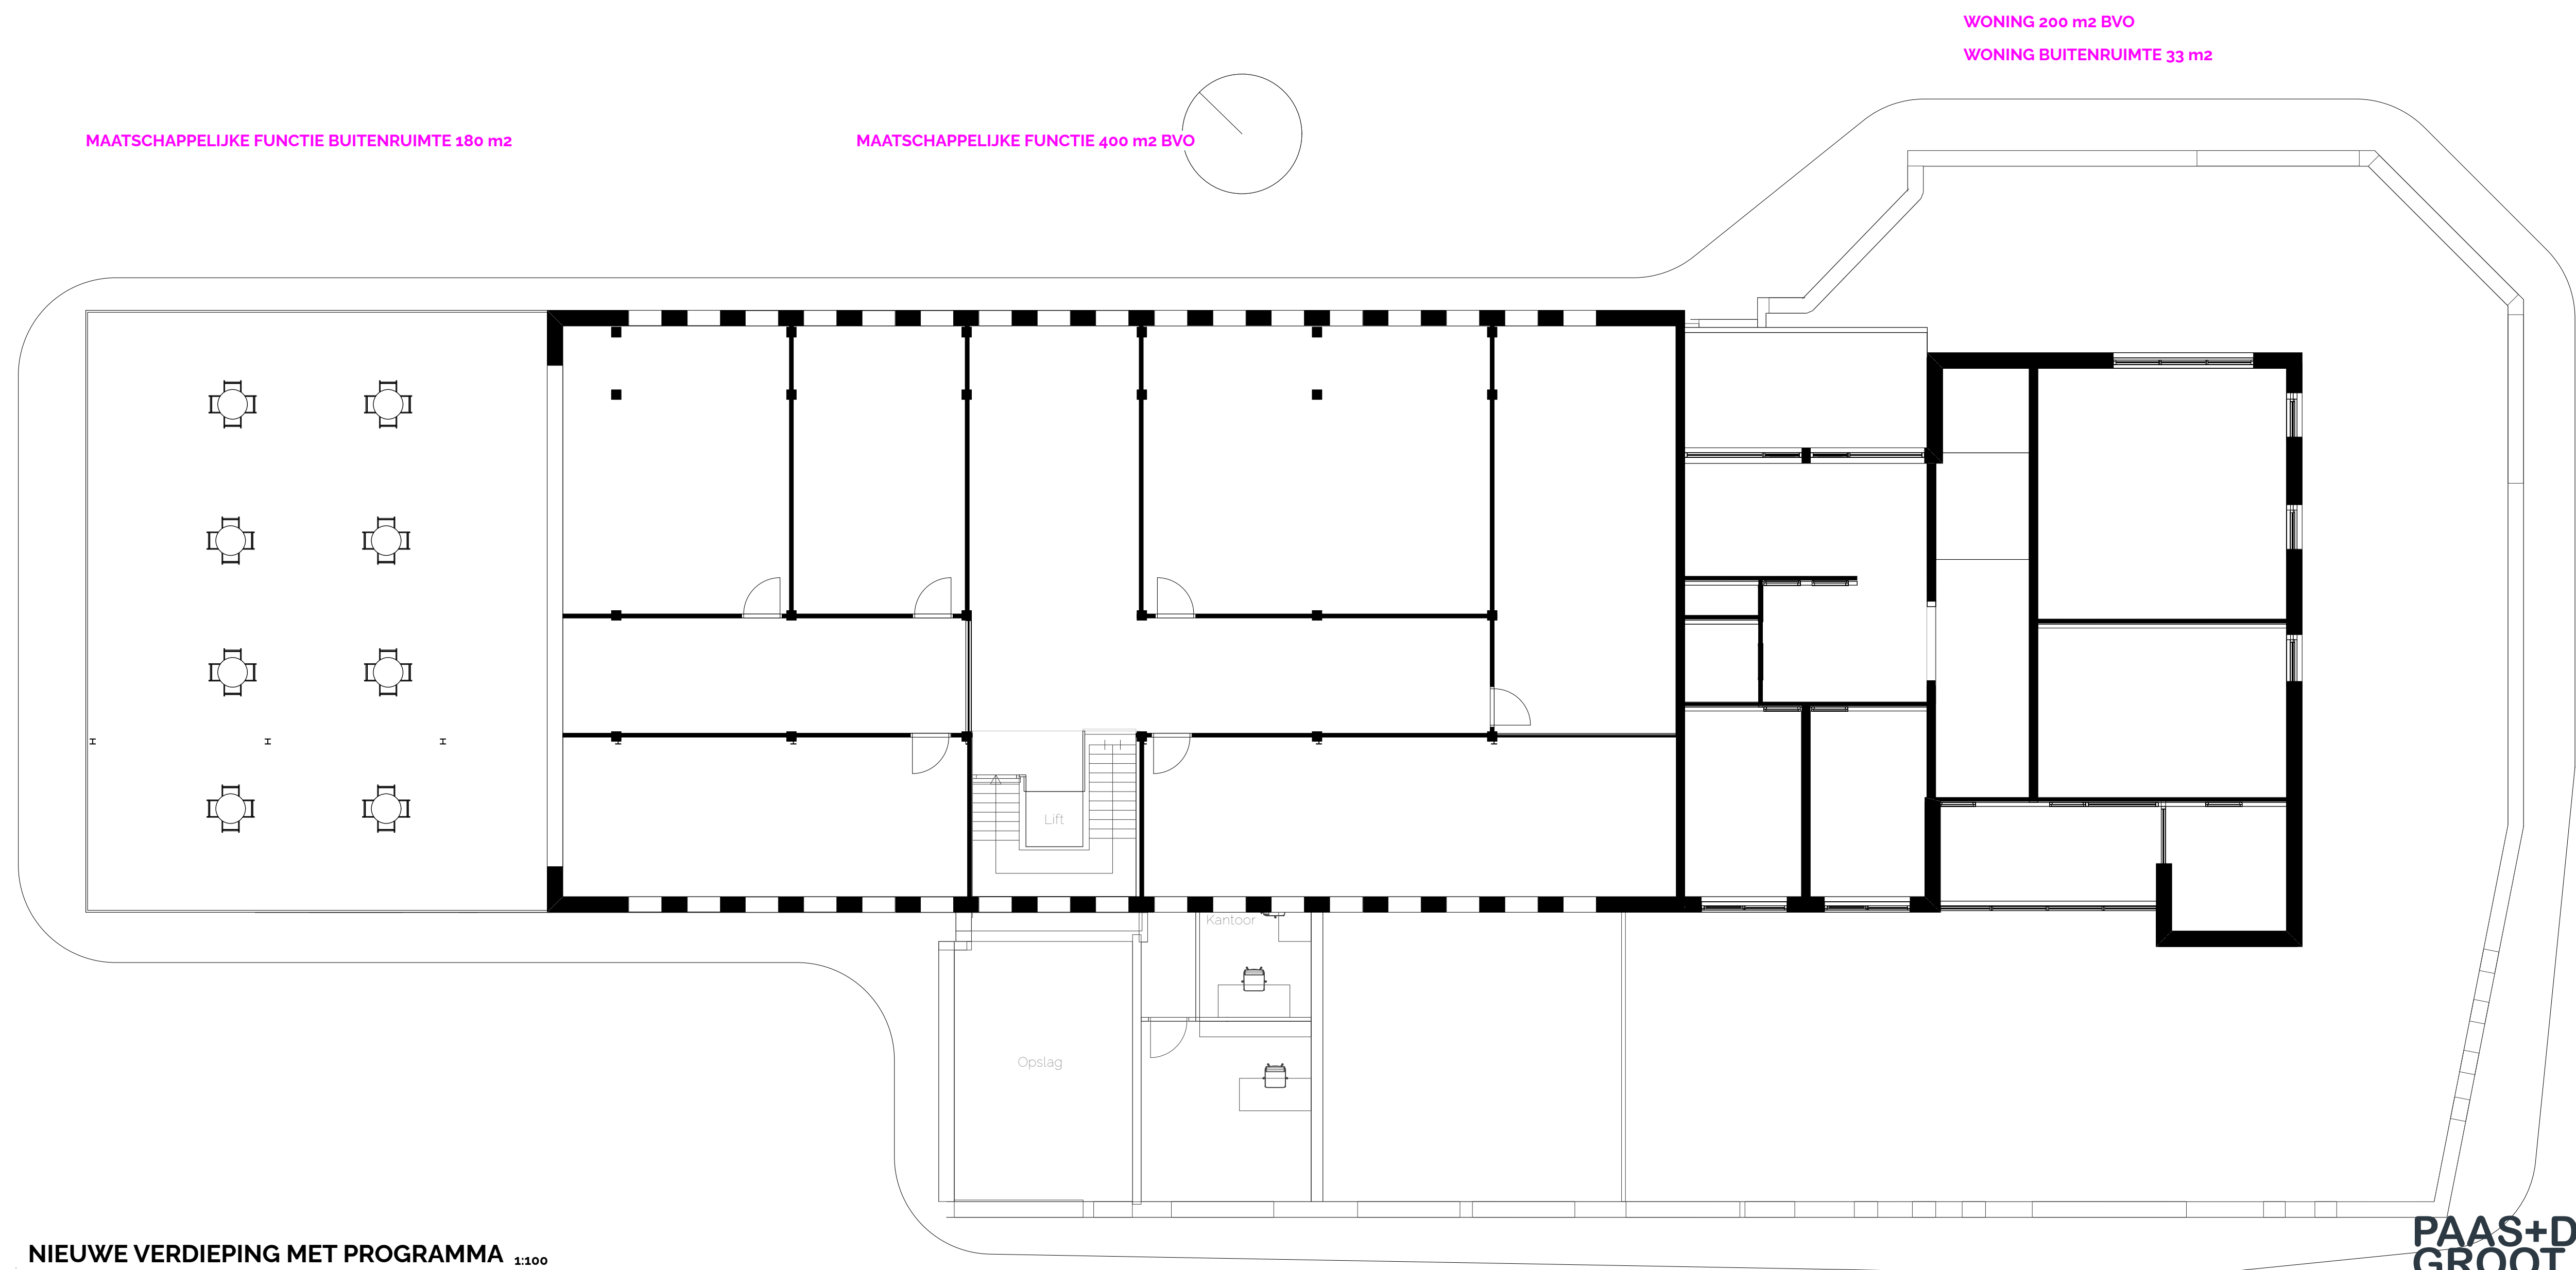 WONING 200 m2 BVO
WONING BUITENRUIMTE 33 m2
MAATSCHAPPELIJKE FUNCTIE BUITENRUIMTE 180 m2
MAATSCHAPPELIJKE FUNCTIE 400 m2 BVO
Lift
Kantoor
Opslag
NIEUWE VERDIEPING MET PROGRAMMA 1:100
PAAS+D
GROOT